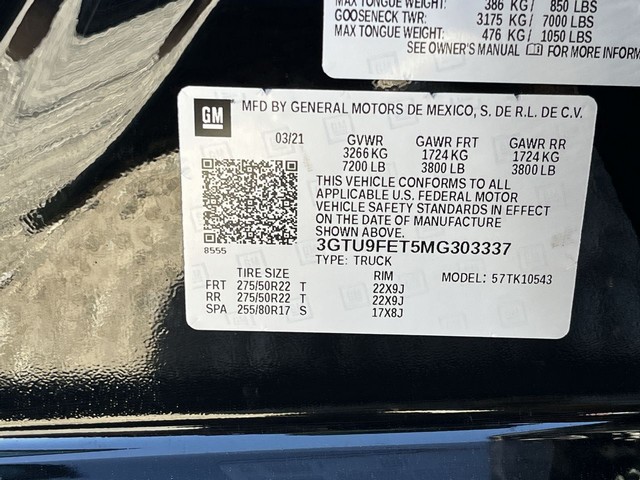 MAX TONGUE WEIGHT: 386 KG/ 850 LBS
GOOSENECK TWR: 3175 KG/ 7000 LBS
MAX TONGUE WEIGHT: 476 KG/ 1050 LBS
SEE OWNER'S MANUAL FOR MORE INFORM
GM MFD BY GENERAL MOTORS DE MEXICO, S. DE R.L. DE C.V.
03/21 GVWR GAWR FRT GAWR RR
3266 KG 1724 KG 1724 KG
7200 LB 3800 LB 3800 LB
THIS VEHICLE CONFORMS TO ALL
APPLICABLE U.S. FEDERAL MOTOR
VEHICLE SAFETY STANDARDS IN EFFECT
ON THE DATE OF MANUFACTURE
SHOWN ABOVE.
8555 3GTU9FET5MG303337
TYPE: TRUCK
TIRE SIZE RIM MODEL: 57TK10543
FRT 275/50R22 T 22X9J
RR 275/50R22 T 22X9J
SPA 255/80R17 S 17X8J